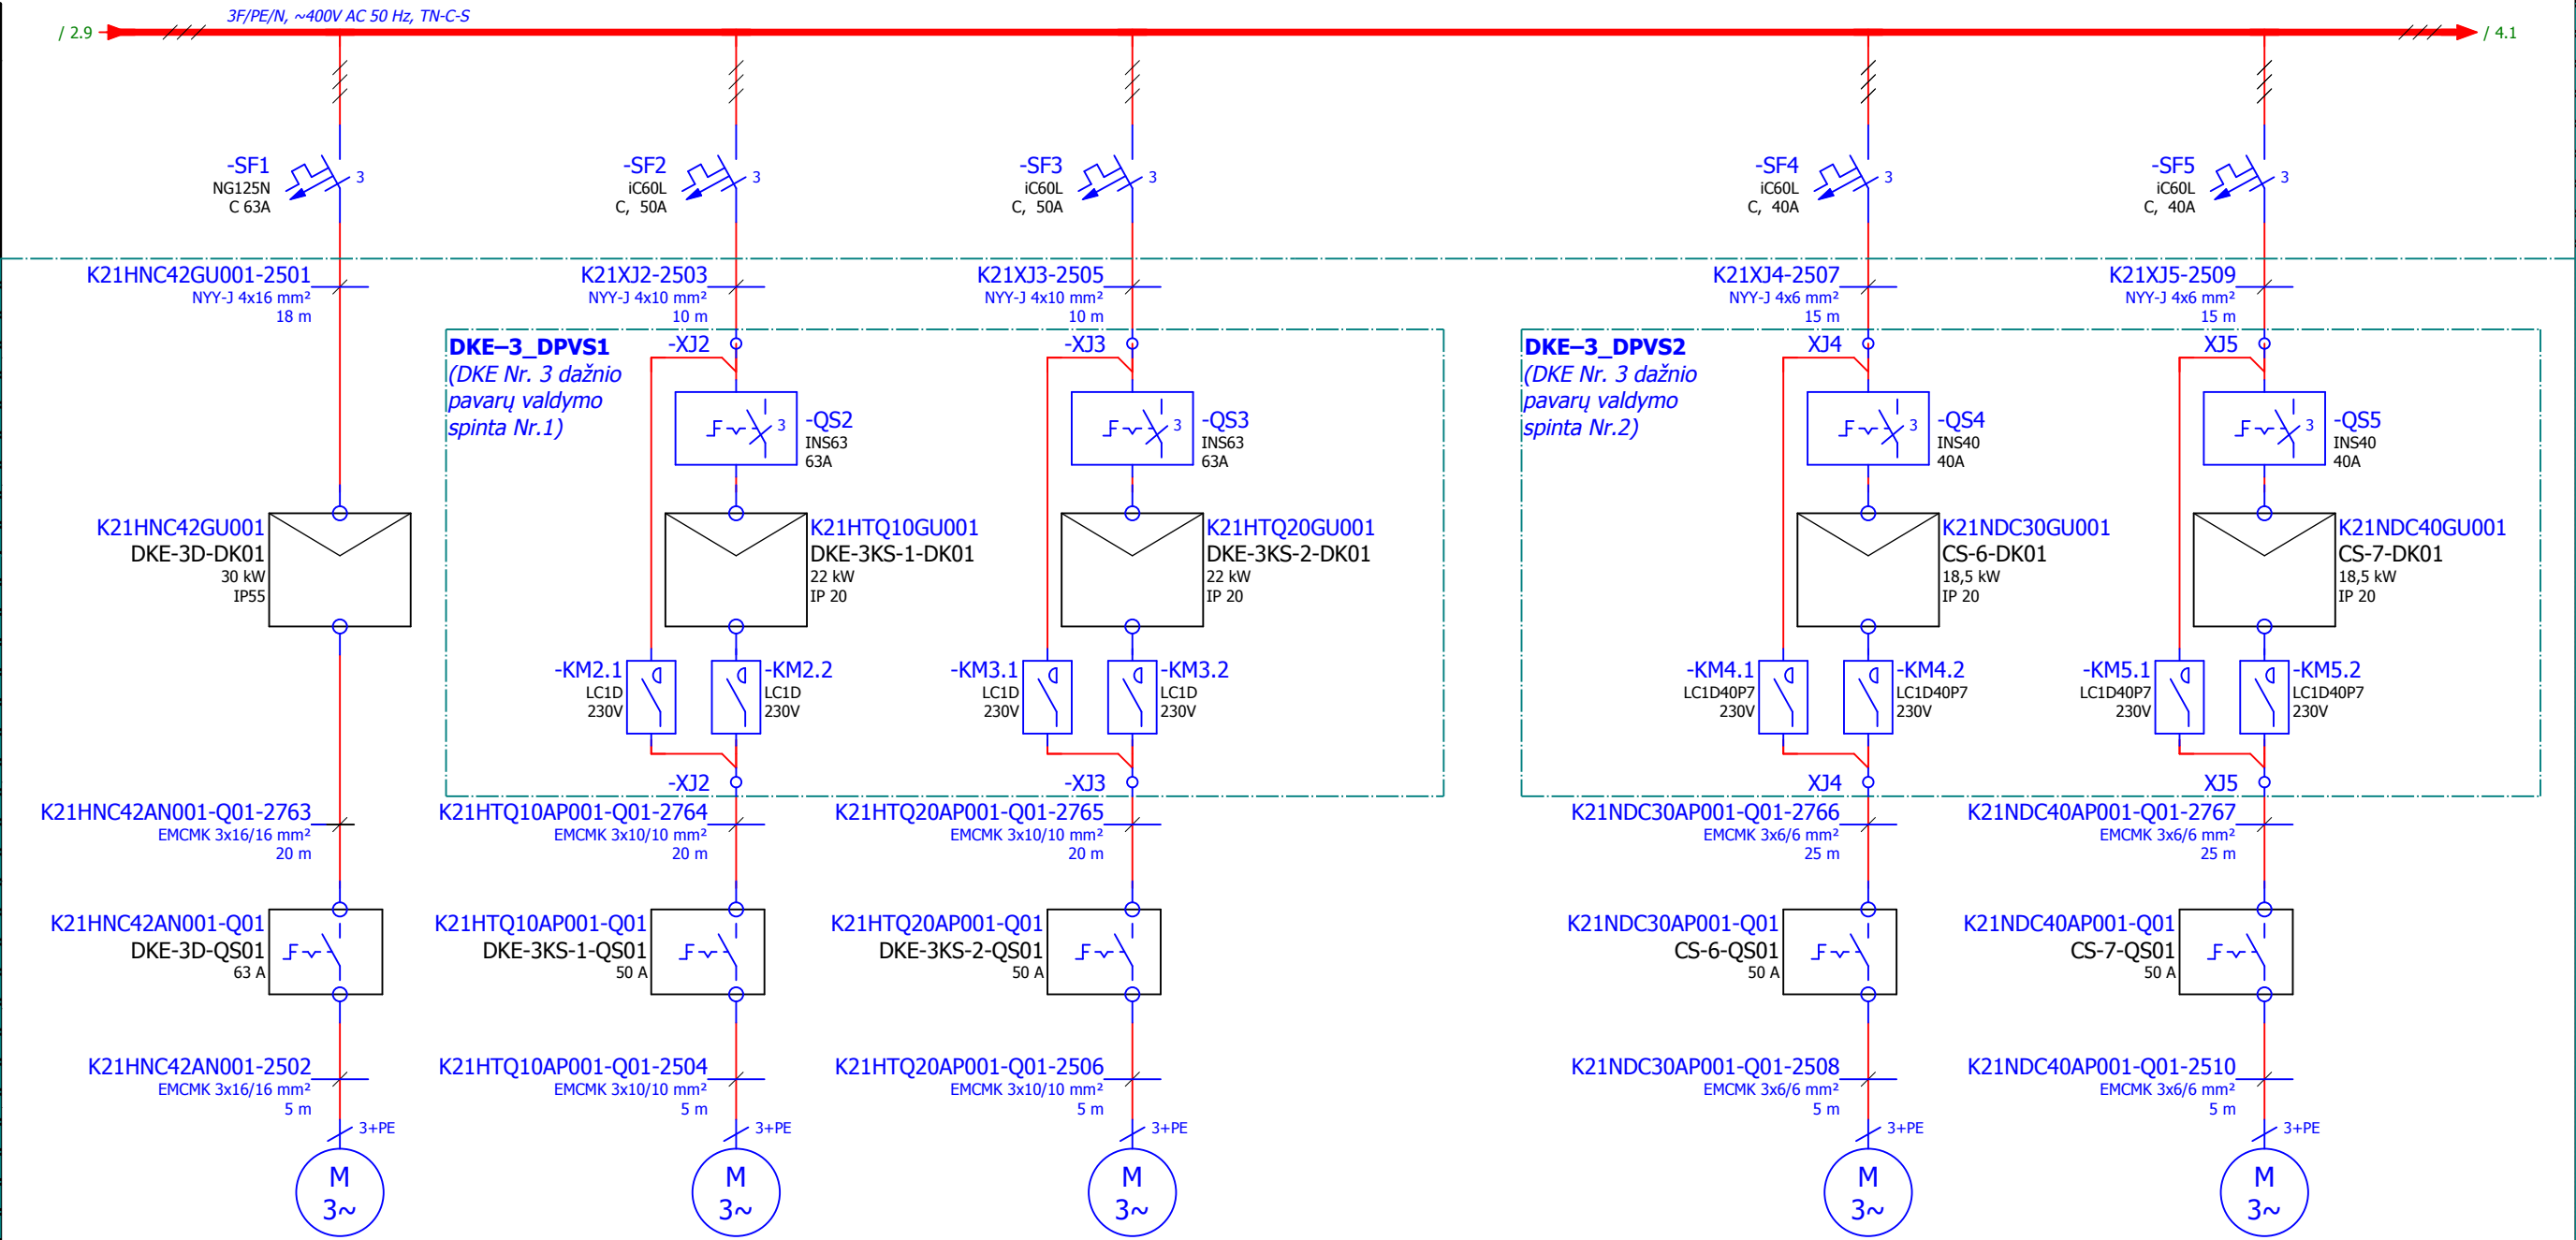 3F/PE/N, ~400V AC 50 Hz, TN-C-S
/ 2.9
/ 4.1
-SF1
NG125N
C 63A
3
-SF2
iC60L
C, 50A
3
-SF3
iC60L
C, 50A
3
-SF4
iC60L
C, 40A
3
-SF5
iC60L
C, 40A
3
K21HNC42GU001-2501
NYY-J 4x16 mm²
18 m
K21XJ2-2503
NYY-J 4x10 mm²
10 m
K21XJ3-2505
NYY-J 4x10 mm²
10 m
K21XJ4-2507
NYY-J 4x6 mm²
15 m
K21XJ5-2509
NYY-J 4x6 mm²
15 m
DKE–3_DPVS1
(DKE Nr. 3 dažnio
pavarų valdymo
spinta Nr.1)
-XJ2
-XJ3
DKE–3_DPVS2
(DKE Nr. 3 dažnio
pavarų valdymo
spinta Nr.2)
XJ4
XJ5
3
-QS2
INS63
63A
3
-QS3
INS63
63A
3
-QS4
INS40
40A
3
-QS5
INS40
40A
K21HNC42GU001
DKE-3D-DK01
30 kW
IP55
K21HTQ10GU001
DKE-3KS-1-DK01
22 kW
IP 20
K21HTQ20GU001
DKE-3KS-2-DK01
22 kW
IP 20
K21NDC30GU001
CS-6-DK01
18,5 kW
IP 20
K21NDC40GU001
CS-7-DK01
18,5 kW
IP 20
-KM2.1
LC1D
230V
-KM2.2
LC1D
230V
-KM3.1
LC1D
230V
-KM3.2
LC1D
230V
-KM4.1
LC1D40P7
230V
-KM4.2
LC1D40P7
230V
-KM5.1
LC1D40P7
230V
-KM5.2
LC1D40P7
230V
-XJ2
-XJ3
XJ4
XJ5
K21HNC42AN001-Q01-2763
EMCMK 3x16/16 mm²
20 m
K21HTQ10AP001-Q01-2764
EMCMK 3x10/10 mm²
20 m
K21HTQ20AP001-Q01-2765
EMCMK 3x10/10 mm²
20 m
K21NDC30AP001-Q01-2766
EMCMK 3x6/6 mm²
25 m
K21NDC40AP001-Q01-2767
EMCMK 3x6/6 mm²
25 m
K21HNC42AN001-Q01
DKE-3D-QS01
63 A
K21HTQ10AP001-Q01
DKE-3KS-1-QS01
50 A
K21HTQ20AP001-Q01
DKE-3KS-2-QS01
50 A
K21NDC30AP001-Q01
CS-6-QS01
50 A
K21NDC40AP001-Q01
CS-7-QS01
50 A
K21HNC42AN001-2502
EMCMK 3x16/16 mm²
5 m
K21HTQ10AP001-Q01-2504
EMCMK 3x10/10 mm²
5 m
K21HTQ20AP001-Q01-2506
EMCMK 3x10/10 mm²
5 m
K21NDC30AP001-Q01-2508
EMCMK 3x6/6 mm²
5 m
K21NDC40AP001-Q01-2510
EMCMK 3x6/6 mm²
5 m
3+PE
3+PE
3+PE
3+PE
3+PE
M
3~
M
3~
M
3~
M
3~
M
3~